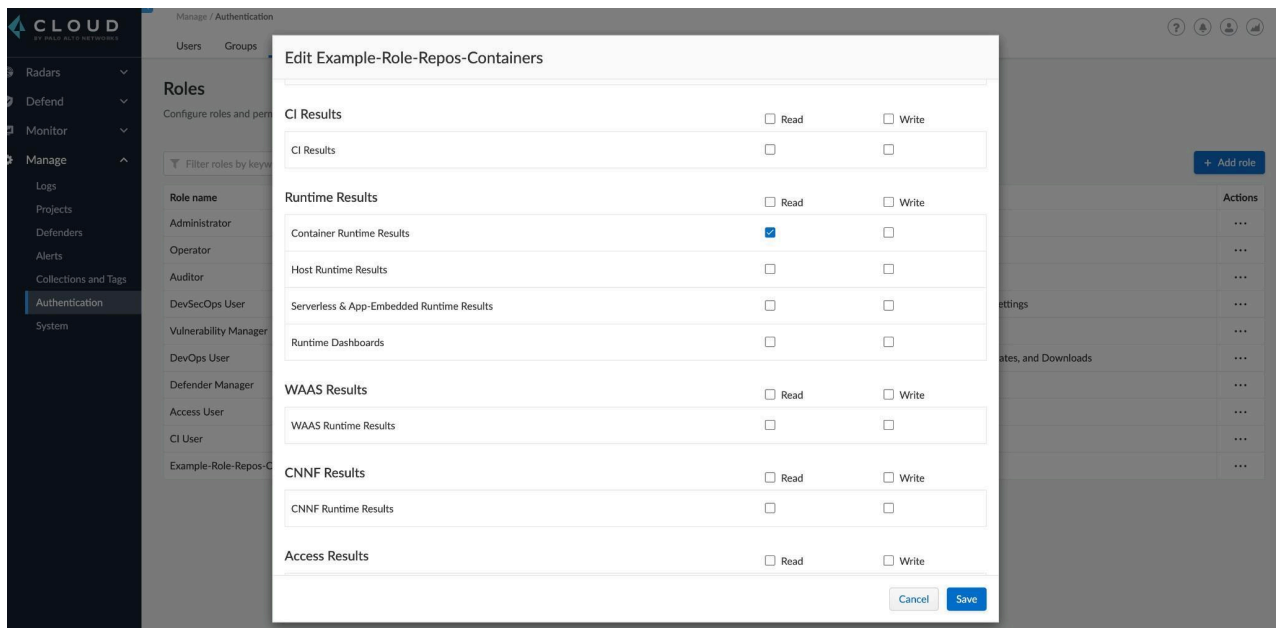 CLOUD
BY PALO ALTO NETWORKS
Radars
Defend
Monitor
Manage
Logs
Projects
Defenders
Alerts
Collections and Tags
Authentication
System
Manage / Authentication
Users Groups
Roles
Configure roles and perm
Filter roles by keyw
+ Add role
Role name Actions
Administrator
Operator
Auditor
DevSecOps User ettings
Vulnerability Manager
DevOps User ates, and Downloads
Defender Manager
Access User
CI User
Example-Role-Repos-C
Edit Example-Role-Repos-Containers
CI Results Read Write
CI Results
Runtime Results Read Write
Container Runtime Results
Host Runtime Results
Serverless & App-Embedded Runtime Results
Runtime Dashboards
WAAS Results Read Write
WAAS Runtime Results
CNNF Results Read Write
CNNF Runtime Results
Access Results Read Write
Cancel Save